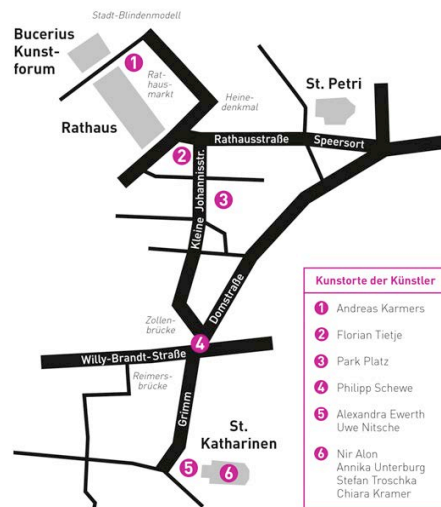 Stadt-Blindenmodell
Bucerius
Kunst-
forum
1
Rat-
haus-
markt
Heine-
denkmal
St. Petri
Rathaus
Rathausstraße
Speersort
2
Kleine Johannisstr.
3
Domstraße
Zollen-
brücke
4
Willy-Brandt-Straße
Reimers-
brücke
Grimm
St.
Katharinen
5
6
Kunstorte der Künstler
1 Andreas Karmers
2 Florian Tietje
3 Park Platz
4 Philipp Schewe
5 Alexandra Ewerth
Uwe Nitsche
6 Nir Alon
Annika Unterburg
Stefan Troschka
Chiara Kramer